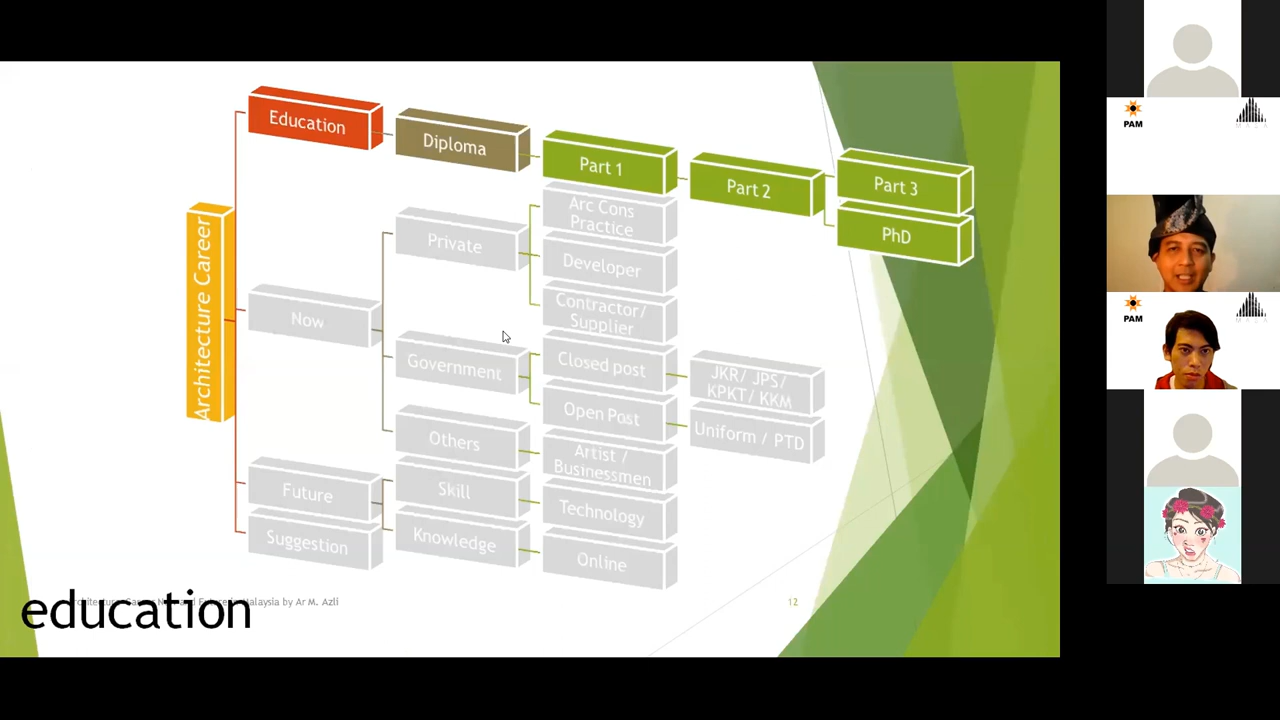 Education
Diploma
Part 1
Part 2
Part 3
PhD
Architecture Career
Now
Private
Arc Cons
Practice
Developer
Contractor/
Supplier
Government
Closed post
JKR/ JPS/
KPKT/ KKM
Open Post
Uniform / PTD
Others
Artist /
Businessmen
Future
Skill
Technology
Knowledge
Online
Suggestion
education
Malaysia by Ar M. Azli
12
PAM
PAM